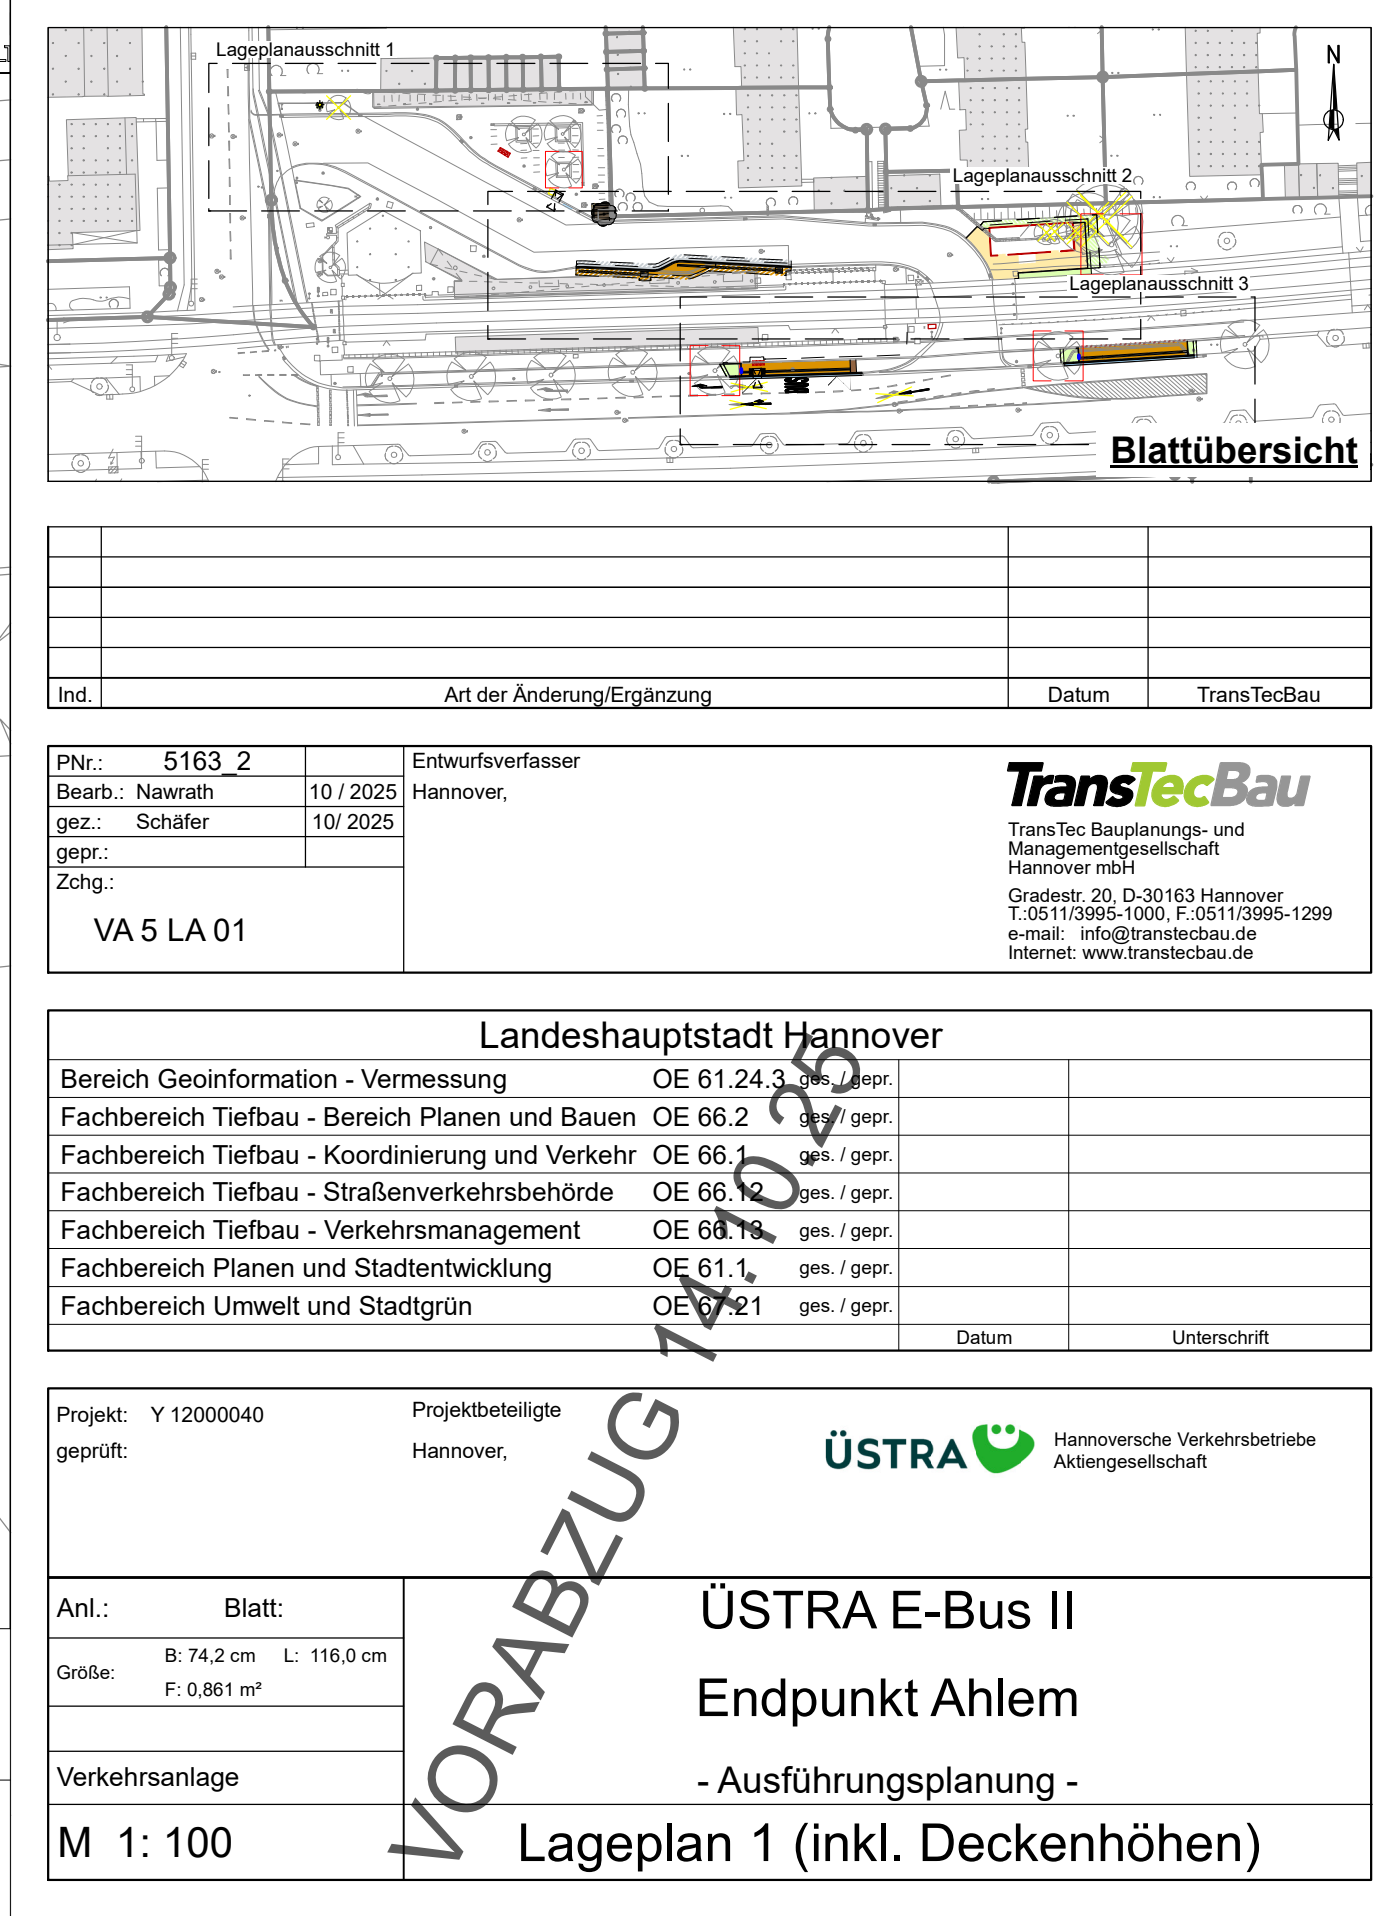 Lageplanausschnitt 1
N
Lageplanausschnitt 2
Lageplanausschnitt 3
Blattübersicht
Ind. Art der Änderung/Ergänzung Datum TransTecBau
PNr.: 5163_2
Bearb.: Nawrath 10 / 2025
gez.: Schäfer 10/ 2025
gepr.:
Zchg.:
VA 5 LA 01
Entwurfsverfasser
Hannover,
TransTecBau
TransTec Bauplanungs- und
Managementgesellschaft
Hannover mbH
Gradestr. 20, D-30163 Hannover
T.:0511/3995-1000, F.:0511/3995-1299
e-mail: info@transtecbau.de
Internet: www.transtecbau.de
Landeshauptstadt Hannover
Bereich Geoinformation - Vermessung OE 61.24.3 ges. / gepr.
Fachbereich Tiefbau - Bereich Planen und Bauen OE 66.2 ges. / gepr.
Fachbereich Tiefbau - Koordinierung und Verkehr OE 66.1 ges. / gepr.
Fachbereich Tiefbau - Straßenverkehrsbehörde OE 66.12 ges. / gepr.
Fachbereich Tiefbau - Verkehrsmanagement OE 66.13 ges. / gepr.
Fachbereich Planen und Stadtentwicklung OE 61.1 ges. / gepr.
Fachbereich Umwelt und Stadtgrün OE 67.21 ges. / gepr.
Datum Unterschrift
VORABZUG 14.10.25
Projekt: Y 12000040
geprüft:
Projektbeteiligte
Hannover,
ÜSTRA
Hannoversche Verkehrsbetriebe
Aktiengesellschaft
Anl.: Blatt:
Größe: B: 74,2 cm L: 116,0 cm
F: 0,861 m²
Verkehrsanlage
M 1: 100
ÜSTRA E-Bus II
Endpunkt Ahlem
- Ausführungsplanung -
Lageplan 1 (inkl. Deckenhöhen)